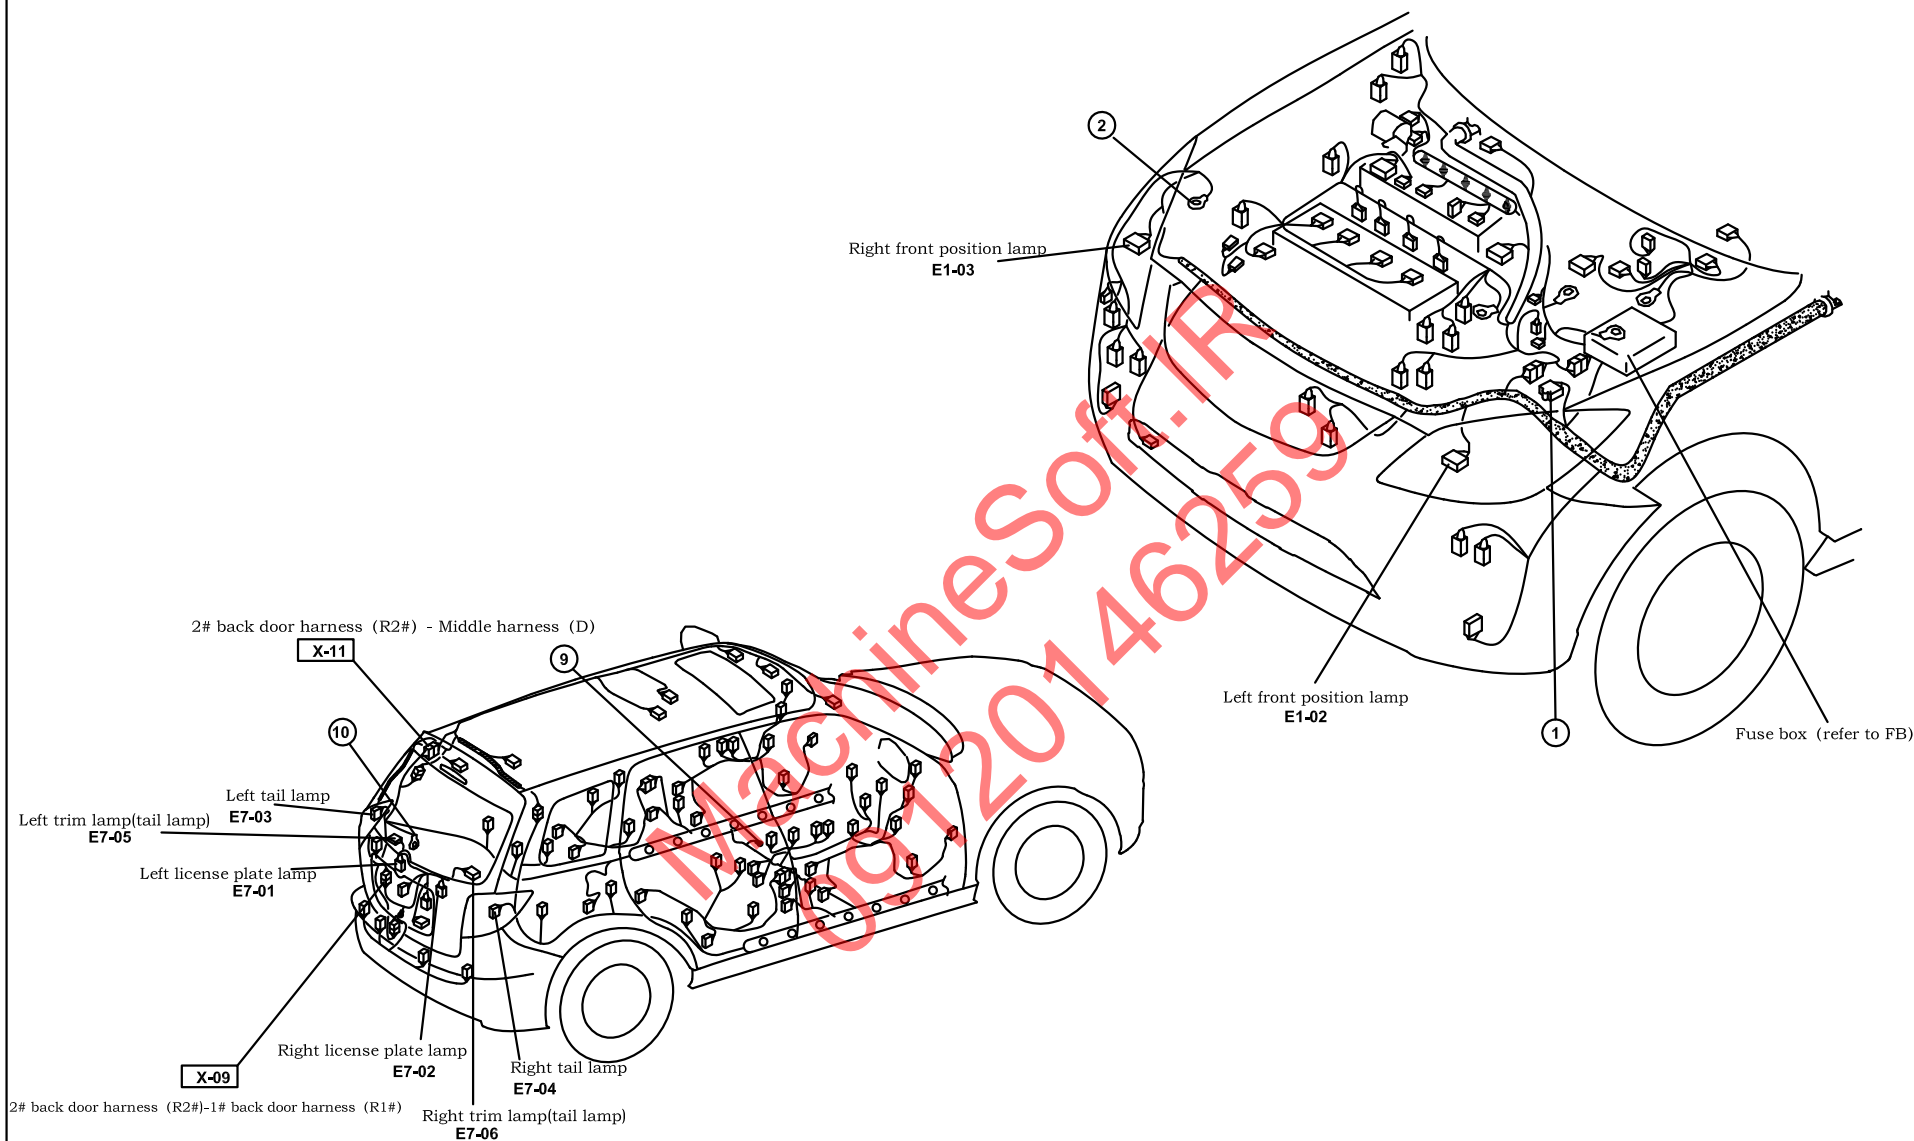 2
Right front position lamp
E1-03
Left front position lamp
E1-02
1
Fuse box (refer to FB)
2# back door harness (R2#) - Middle harness (D)
X-11
9
10
Left tail lamp
E7-03
Left trim lamp(tail lamp)
E7-05
Left license plate lamp
E7-01
Right license plate lamp
E7-02
X-09
2# back door harness (R2#)-1# back door harness (R1#)
Right tail lamp
E7-04
Right trim lamp(tail lamp)
E7-06
MachineSoft.IR
09120146259